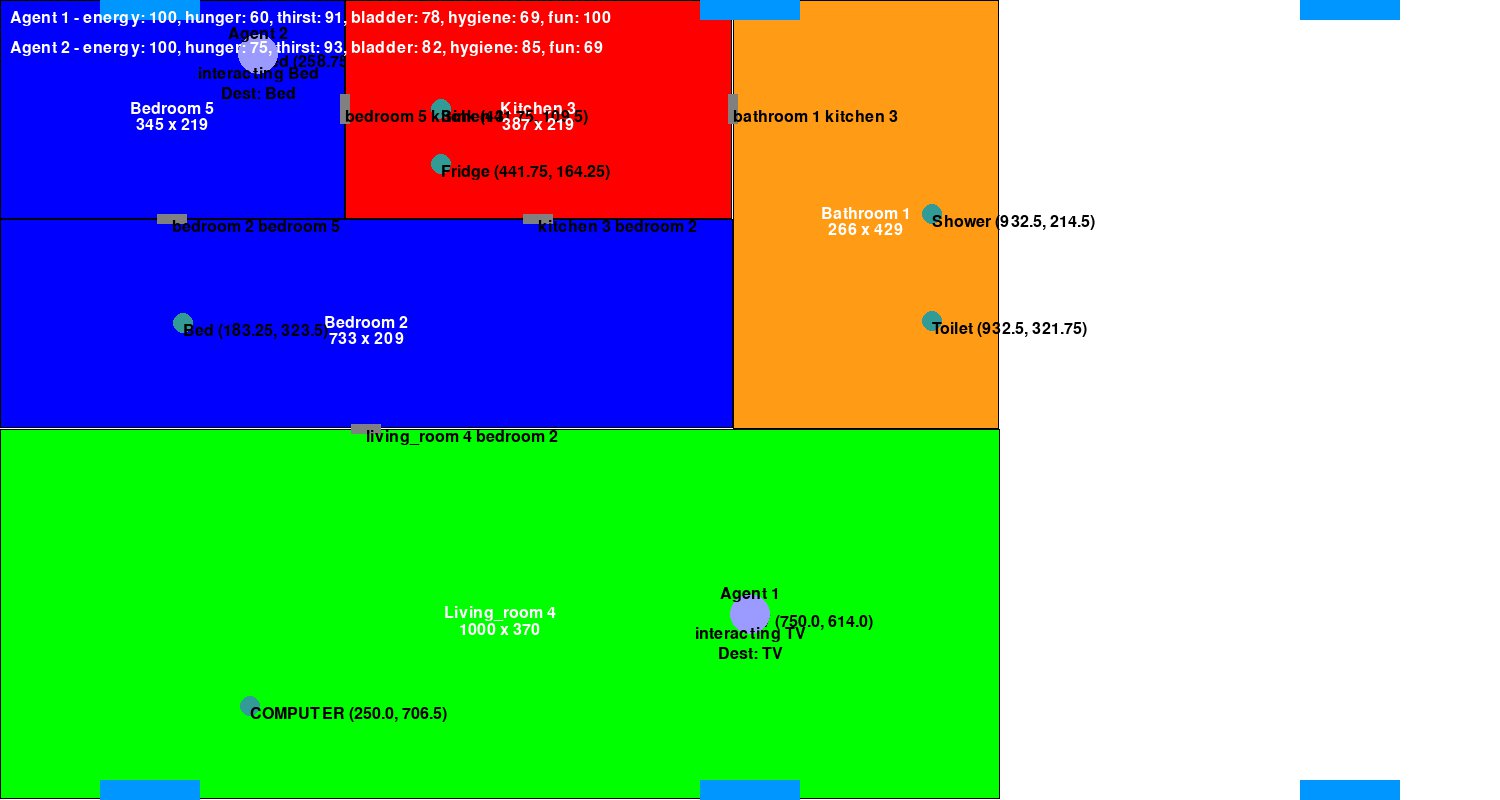 Agent 1 - energy: 100, hunger: 60, thirst: 91, bladder: 78, hygiene: 69, fun: 100
Agent 2
Agent 2 - energy: 100, hunger: 75, thirst: 93, bladder: 82, hygiene: 85, fun: 69
(258.75
interacting Bed
Dest: Bed
Bedroom 5
345 x 219
Kitchen 3
387 x 219
bedroom 5
(441.75, 109.5)
bathroom 1 kitchen 3
Fridge (441.75, 164.25)
Bathroom 1
266 x 429
Shower (932.5, 214.5)
bedroom 2 bedroom 5
kitchen 3 bedroom 2
Bed (183.25, 323.5)
Bedroom 2
733 x 209
Toilet (932.5, 321.75)
living_room 4 bedroom 2
Agent 1
Living_room 4
1000 x 370
(750.0, 614.0)
interacting TV
Dest: TV
COMPUTER (250.0, 706.5)